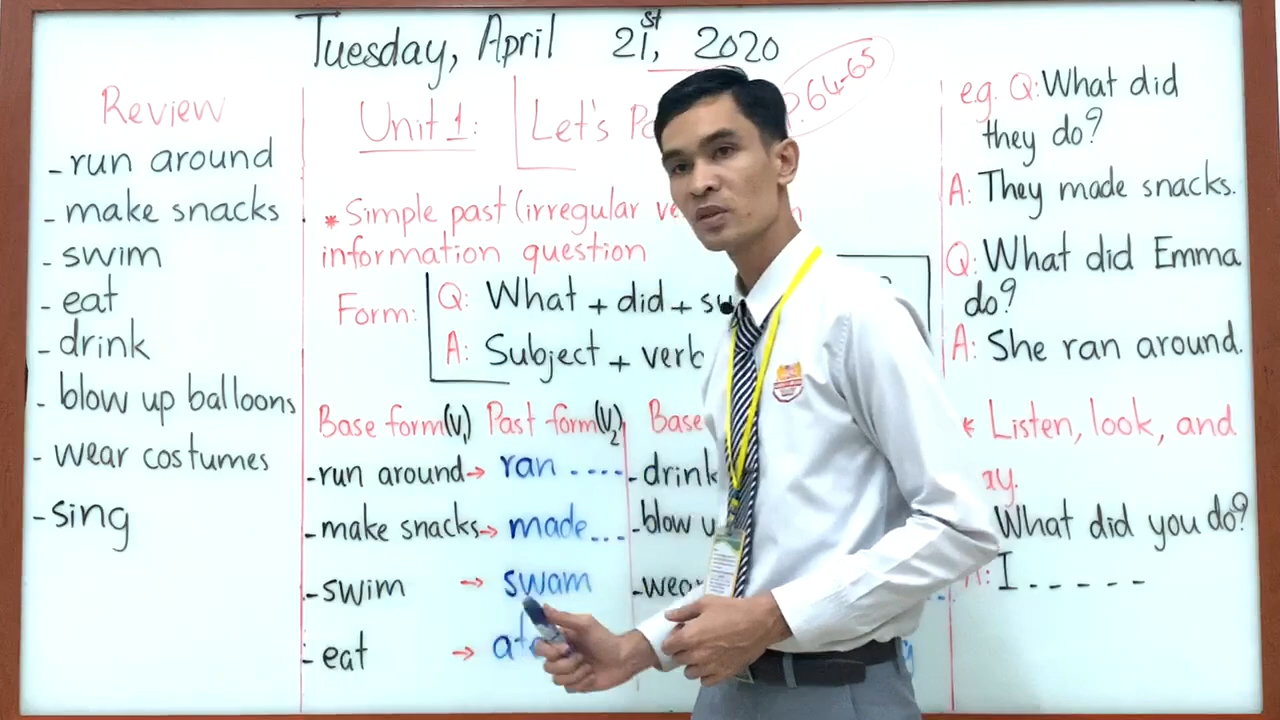 Tuesday, April 21st, 2020
Review
- run around
- make snacks
- swim
- eat
- drink
- blow up balloons
- wear costumes
- sing
Unit 1: Let's
P.64-65
* Simple past (irregular
information question
Form: Q: What + did +
A: Subject + verb
Base form (V1) Past form (V2) Base
- run around → ran ---- - drink
- make snacks → made... - blow
- swim → swam
- eat →
e.g. Q: What did
they do?
A: They made snacks.
Q: What did Emma
do?
A: She ran around.
* Listen, look, and
What did you do?
I - - - - -